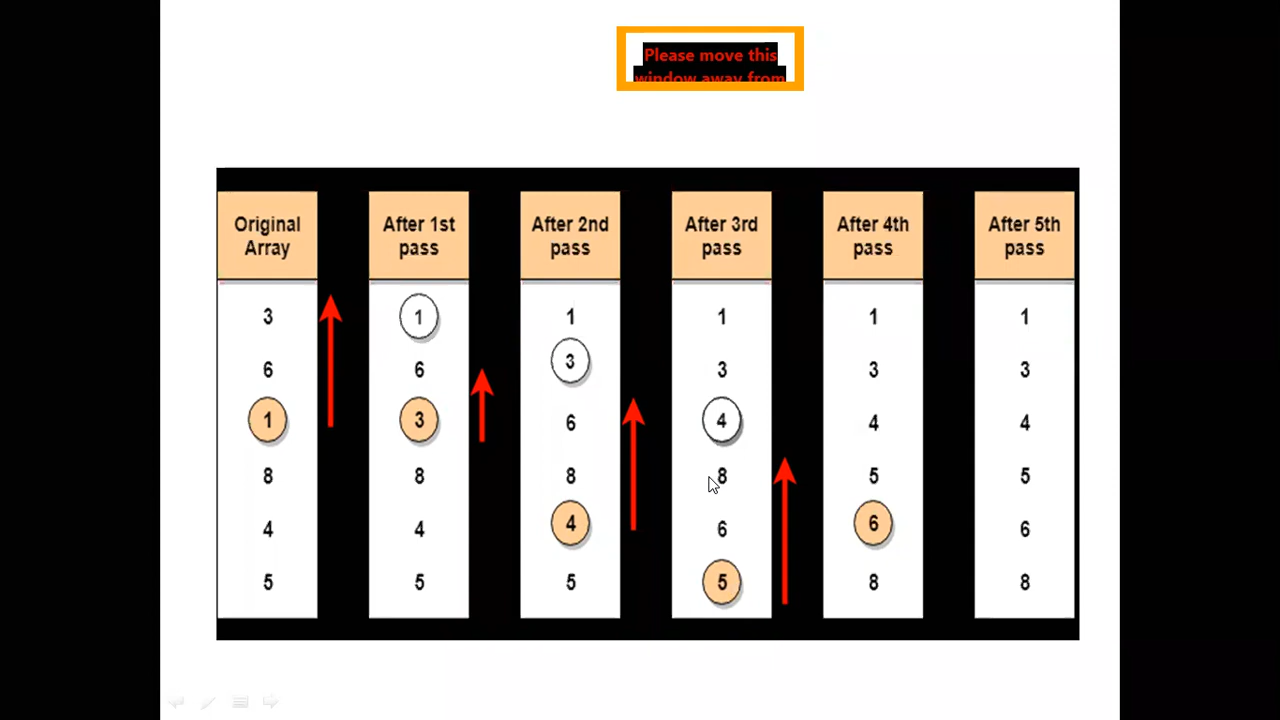 Please move this
window away from
Original After 1st After 2nd After 3rd After 4th After 5th
Array pass pass pass pass pass
3 1 1 1 1 1
6 6 3 3 3 3
1 3 6 4 4 4
8 8 8 8 5 5
4 4 4 6 6 6
5 5 5 5 8 8